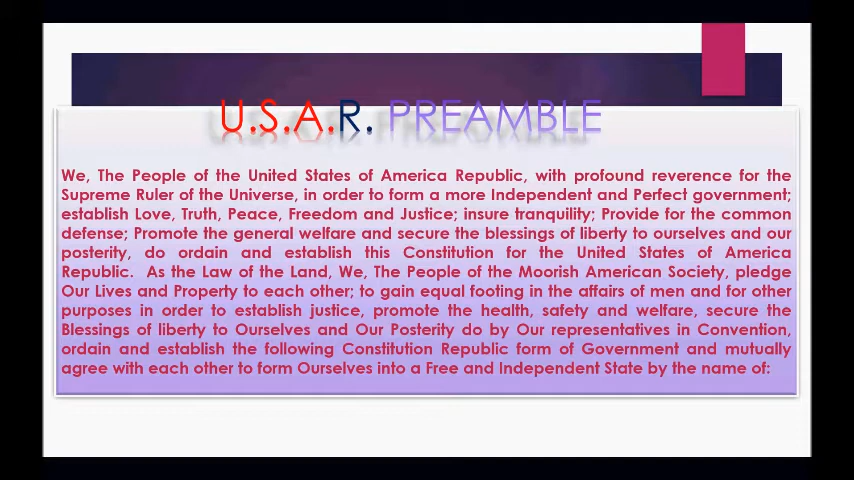 U.S.A.R. PREAMBLE
We, The People of the United States of America Republic, with profound reverence for the
Supreme Ruler of the Universe, in order to form a more Independent and Perfect government;
establish Love, Truth, Peace, Freedom and Justice; insure tranquility; Provide for the common
defense; Promote the general welfare and secure the blessings of liberty to ourselves and our
posterity, do ordain and establish this Constitution for the United States of America
Republic. As the Law of the Land, We, The People of the Moorish American Society, pledge
Our Lives and Property to each other; to gain equal footing in the affairs of men and for other
purposes in order to establish justice, promote the health, safety and welfare, secure the
Blessings of liberty to Ourselves and Our Posterity do by Our representatives in Convention,
ordain and establish the following Constitution Republic form of Government and mutually
agree with each other to form Ourselves into a Free and Independent State by the name of: